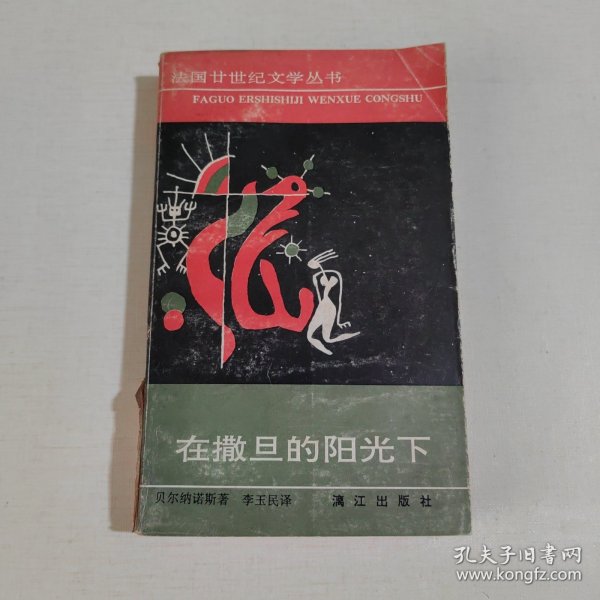 法国廿世纪文学丛书
FAGUO ERSHISHIJI WENXUE CONGSHU
在撒旦的阳光下
贝尔纳诺斯著 李玉民译 漓江出版社
孔夫子旧书网
www.kongfz.com